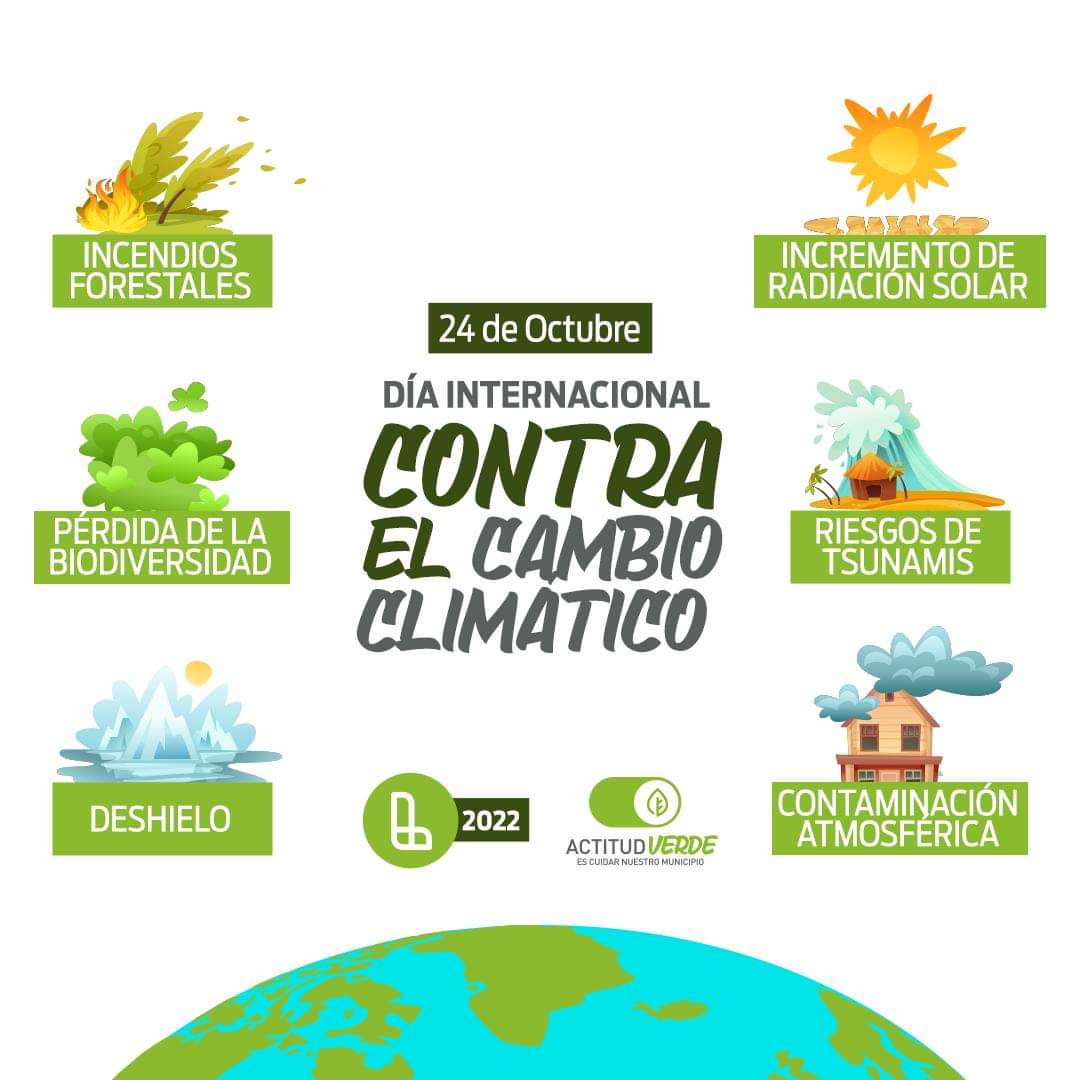 INCENDIOS
FORESTALES
INCREMENTO DE
RADIACIÓN SOLAR
24 de Octubre
DÍA INTERNACIONAL
CONTRA
EL CAMBIO
CLIMÁTICO
PÉRDIDA DE LA
BIODIVERSIDAD
RIESGOS DE
TSUNAMIS
DESHIELO
CONTAMINACIÓN
ATMOSFÉRICA
2022
ACTITUD VERDE
ES CUIDAR NUESTRO MUNICIPIO